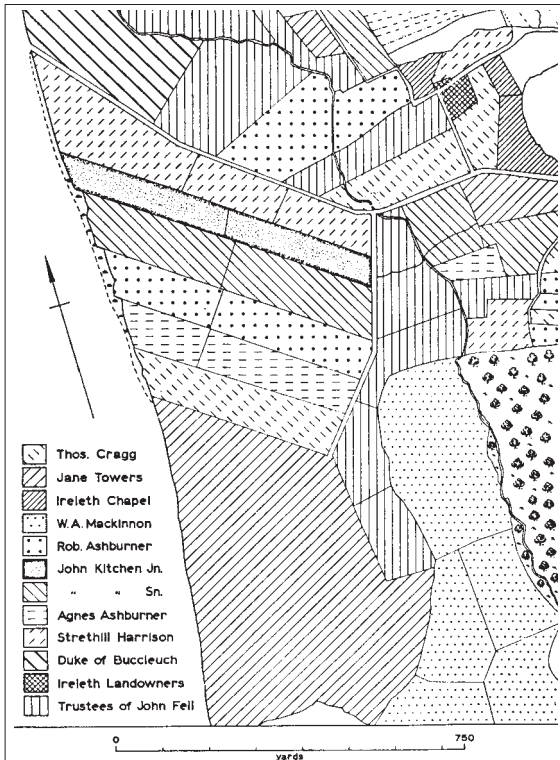 Thos. Cragg
Jane Towers
Ireleth Chapel
W.A. Mackinnon
Rob. Ashburner
John Kitchen Jn.
" " Sn.
Agnes Ashburner
Strethill Harrison
Duke of Buccleuch
Ireleth Landowners
Trustees of John Fell
0 750
yards